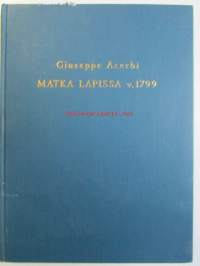 Giuseppe Acerbi
MATKA LAPISSA v. 1799